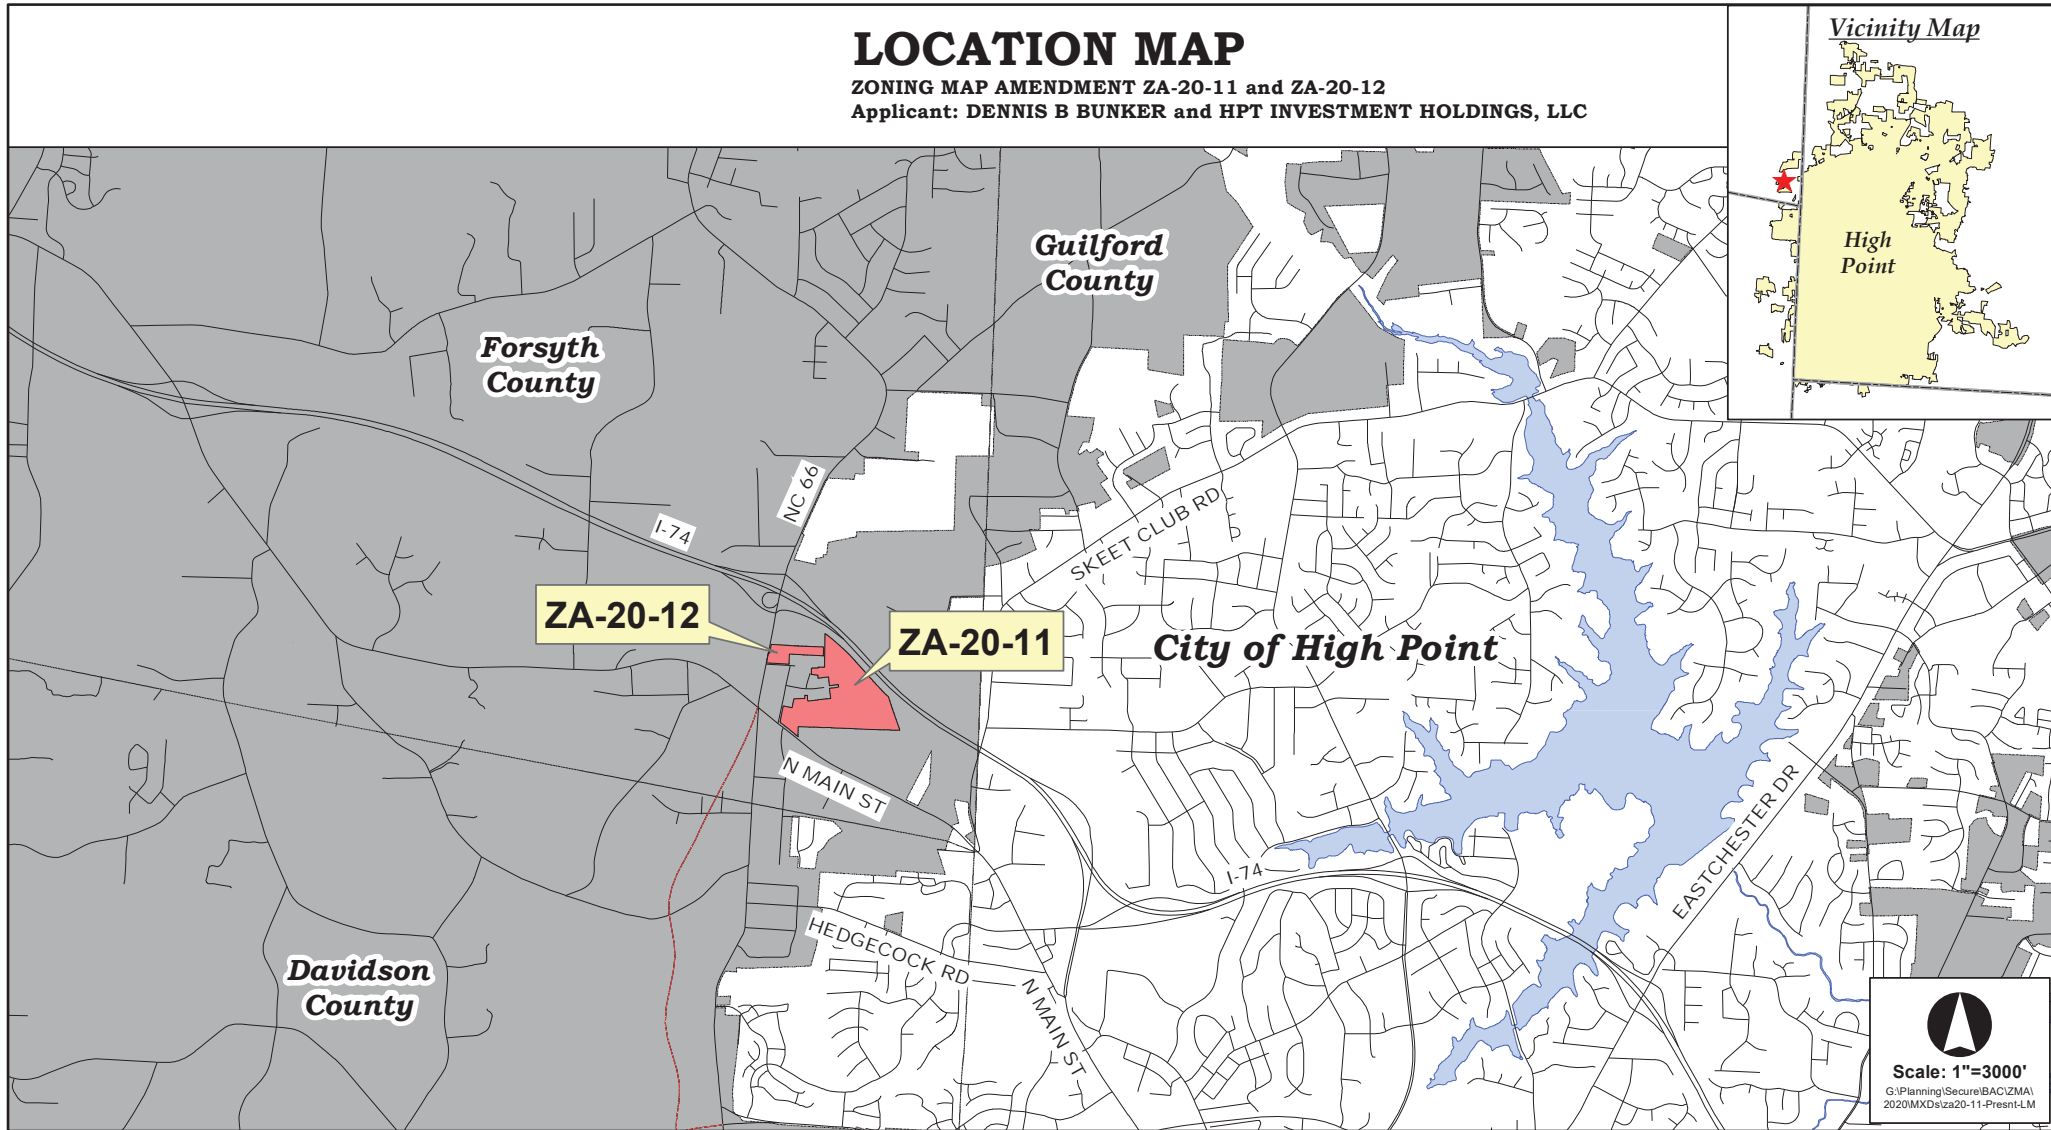 LOCATION MAP
ZONING MAP AMENDMENT ZA-20-11 and ZA-20-12
Applicant: DENNIS B BUNKER and HPT INVESTMENT HOLDINGS, LLC
Vicinity Map
High
Point
Guilford
County
Forsyth
County
NC 66
I-74
SKEET CLUB RD
ZA-20-12
ZA-20-11
City of High Point
N MAIN ST
EASTCHESTER DR
I-74
HEDGECOCK RD
Davidson
County
N MAIN ST
Scale: 1"=3000'
G:\Planning\Secure\BAC\ZMA\
2020\MXDs\za20-11-Presnt-LM